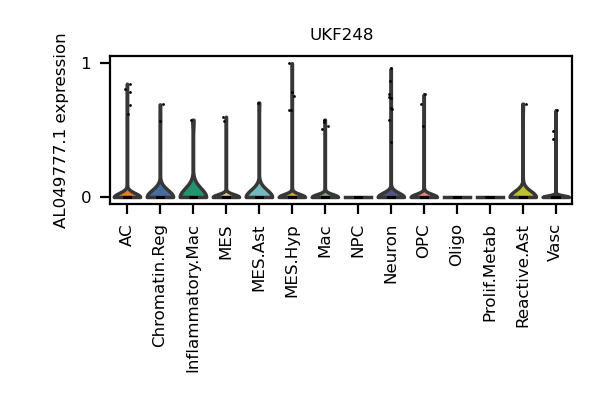 UKF248
AL049777.1 expression
1
0
AC
Chromatin.Reg
Inflammatory.Mac
MES
MES.Ast
MES.Hyp
Mac
NPC
Neuron
OPC
Oligo
Prolif.Metab
Reactive.Ast
Vasc